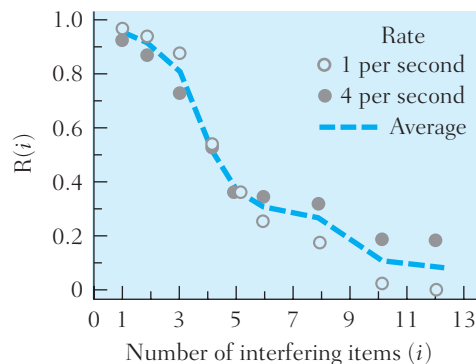 1.0
0.8
0.6
0.4
0.2
0
R(i)
Rate
1 per second
4 per second
Average
0 1 3 5 7 9 11 13
Number of interfering items (i)